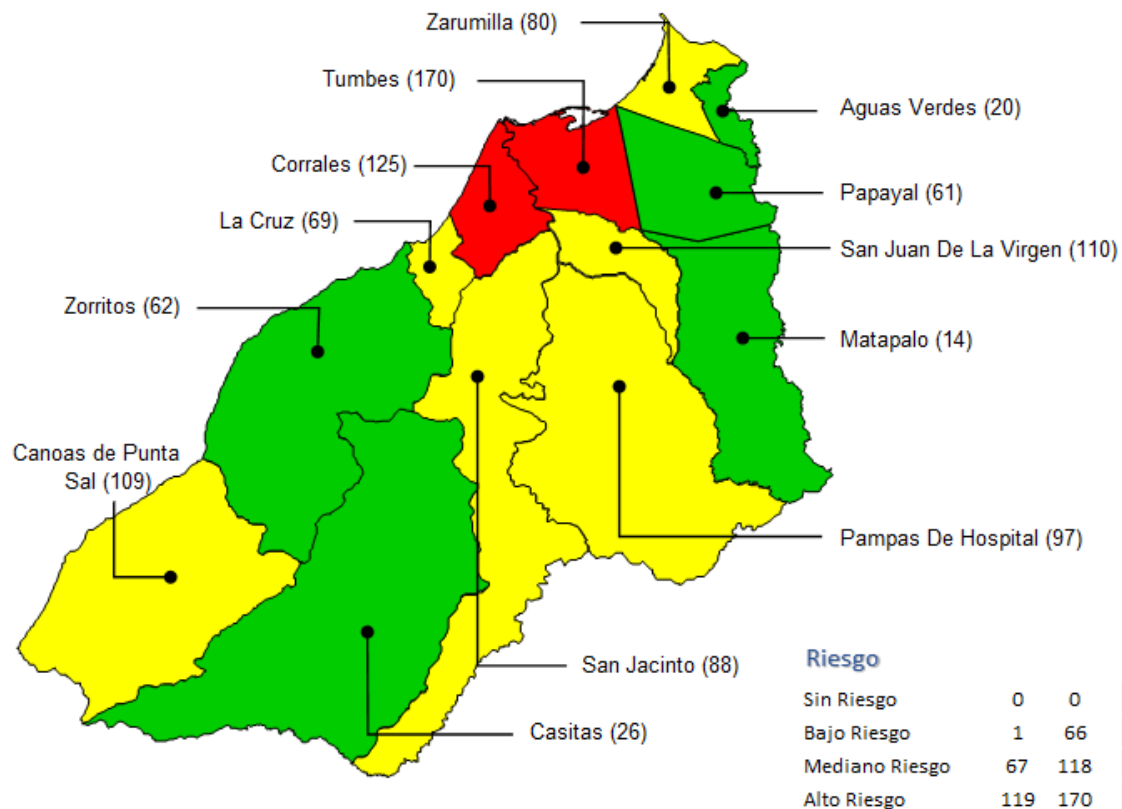 Zarumilla (80)
Tumbes (170)
Aguas Verdes (20)
Corrales (125)
Papayal (61)
La Cruz (69)
San Juan De La Virgen (110)
Zorritos (62)
Matapalo (14)
Canoas de Punta
Sal (109)
Pampas De Hospital (97)
San Jacinto (88)
Casitas (26)
Riesgo
Sin Riesgo 0 0
Bajo Riesgo 1 66
Mediano Riesgo 67 118
Alto Riesgo 119 170